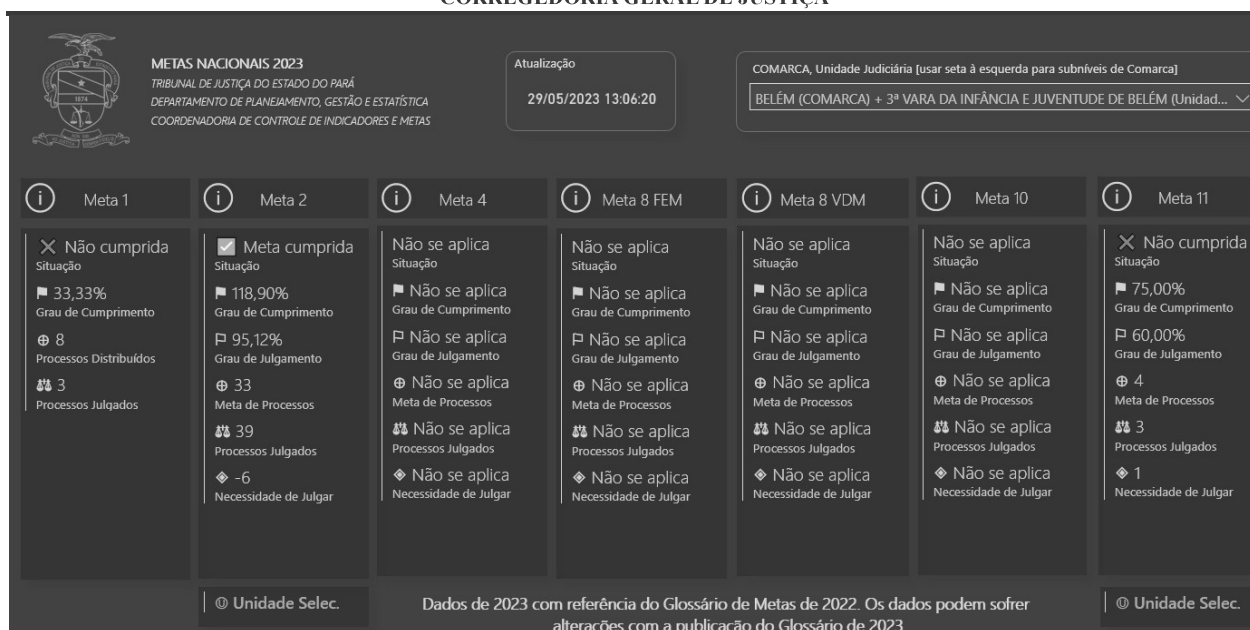 CORREGEDORIA GERAL DE JUSTIÇA
METAS NACIONAIS 2023
TRIBUNAL DE JUSTIÇA DO ESTADO DO PARÁ
DEPARTAMENTO DE PLANEJAMENTO, GESTÃO E ESTATÍSTICA
COORDENADORIA DE CONTROLE DE INDICADORES E METAS
1874
Atualização
29/05/2023 13:06:20
COMARCA, Unidade Judiciária [usar seta à esquerda para subníveis de Comarca]
BELÉM (COMARCA) + 3ª VARA DA INFÂNCIA E JUVENTUDE DE BELÉM (Unidad...
Meta 1
Não cumprida
Situação
33,33%
Grau de Cumprimento
8
Processos Distribuídos
3
Processos Julgados
Meta 2
Meta cumprida
Situação
118,90%
Grau de Cumprimento
95,12%
Grau de Julgamento
33
Meta de Processos
39
Processos Julgados
-6
Necessidade de Julgar
Unidade Selec.
Meta 4
Não se aplica
Situação
Não se aplica
Grau de Cumprimento
Não se aplica
Grau de Julgamento
Não se aplica
Meta de Processos
Não se aplica
Processos Julgados
Não se aplica
Necessidade de Julgar
Meta 8 FEM
Não se aplica
Situação
Não se aplica
Grau de Cumprimento
Não se aplica
Grau de Julgamento
Não se aplica
Meta de Processos
Não se aplica
Processos Julgados
Não se aplica
Necessidade de Julgar
Meta 8 VDM
Não se aplica
Situação
Não se aplica
Grau de Cumprimento
Não se aplica
Grau de Julgamento
Não se aplica
Meta de Processos
Não se aplica
Processos Julgados
Não se aplica
Necessidade de Julgar
Meta 10
Não se aplica
Situação
Não se aplica
Grau de Cumprimento
Não se aplica
Grau de Julgamento
Não se aplica
Meta de Processos
Não se aplica
Processos Julgados
Não se aplica
Necessidade de Julgar
Meta 11
Não cumprida
Situação
75,00%
Grau de Cumprimento
60,00%
Grau de Julgamento
4
Meta de Processos
3
Processos Julgados
1
Necessidade de Julgar
Unidade Selec.
Dados de 2023 com referência do Glossário de Metas de 2022. Os dados podem sofrer
alterações com a publicação do Glossário de 2023